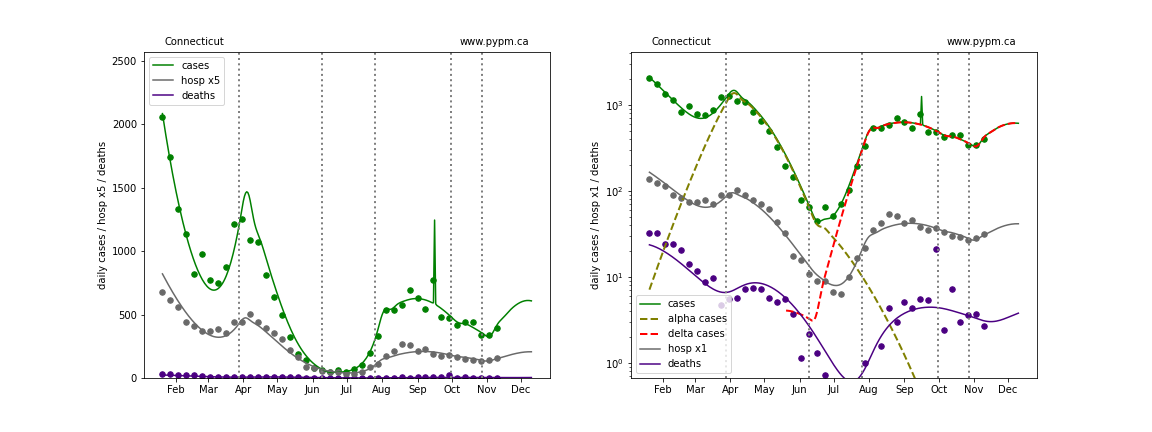 Connecticut www.pypm.ca
2500
2000
1500
1000
500
0
daily cases / hosp x5 / deaths
cases
hosp x5
deaths
Feb Mar Apr May Jun Jul Aug Sep Oct Nov Dec
Connecticut www.pypm.ca
10³
10²
10¹
10⁰
daily cases / hosp x1 / deaths
cases
alpha cases
delta cases
hosp x1
deaths
Feb Mar Apr May Jun Jul Aug Sep Oct Nov Dec